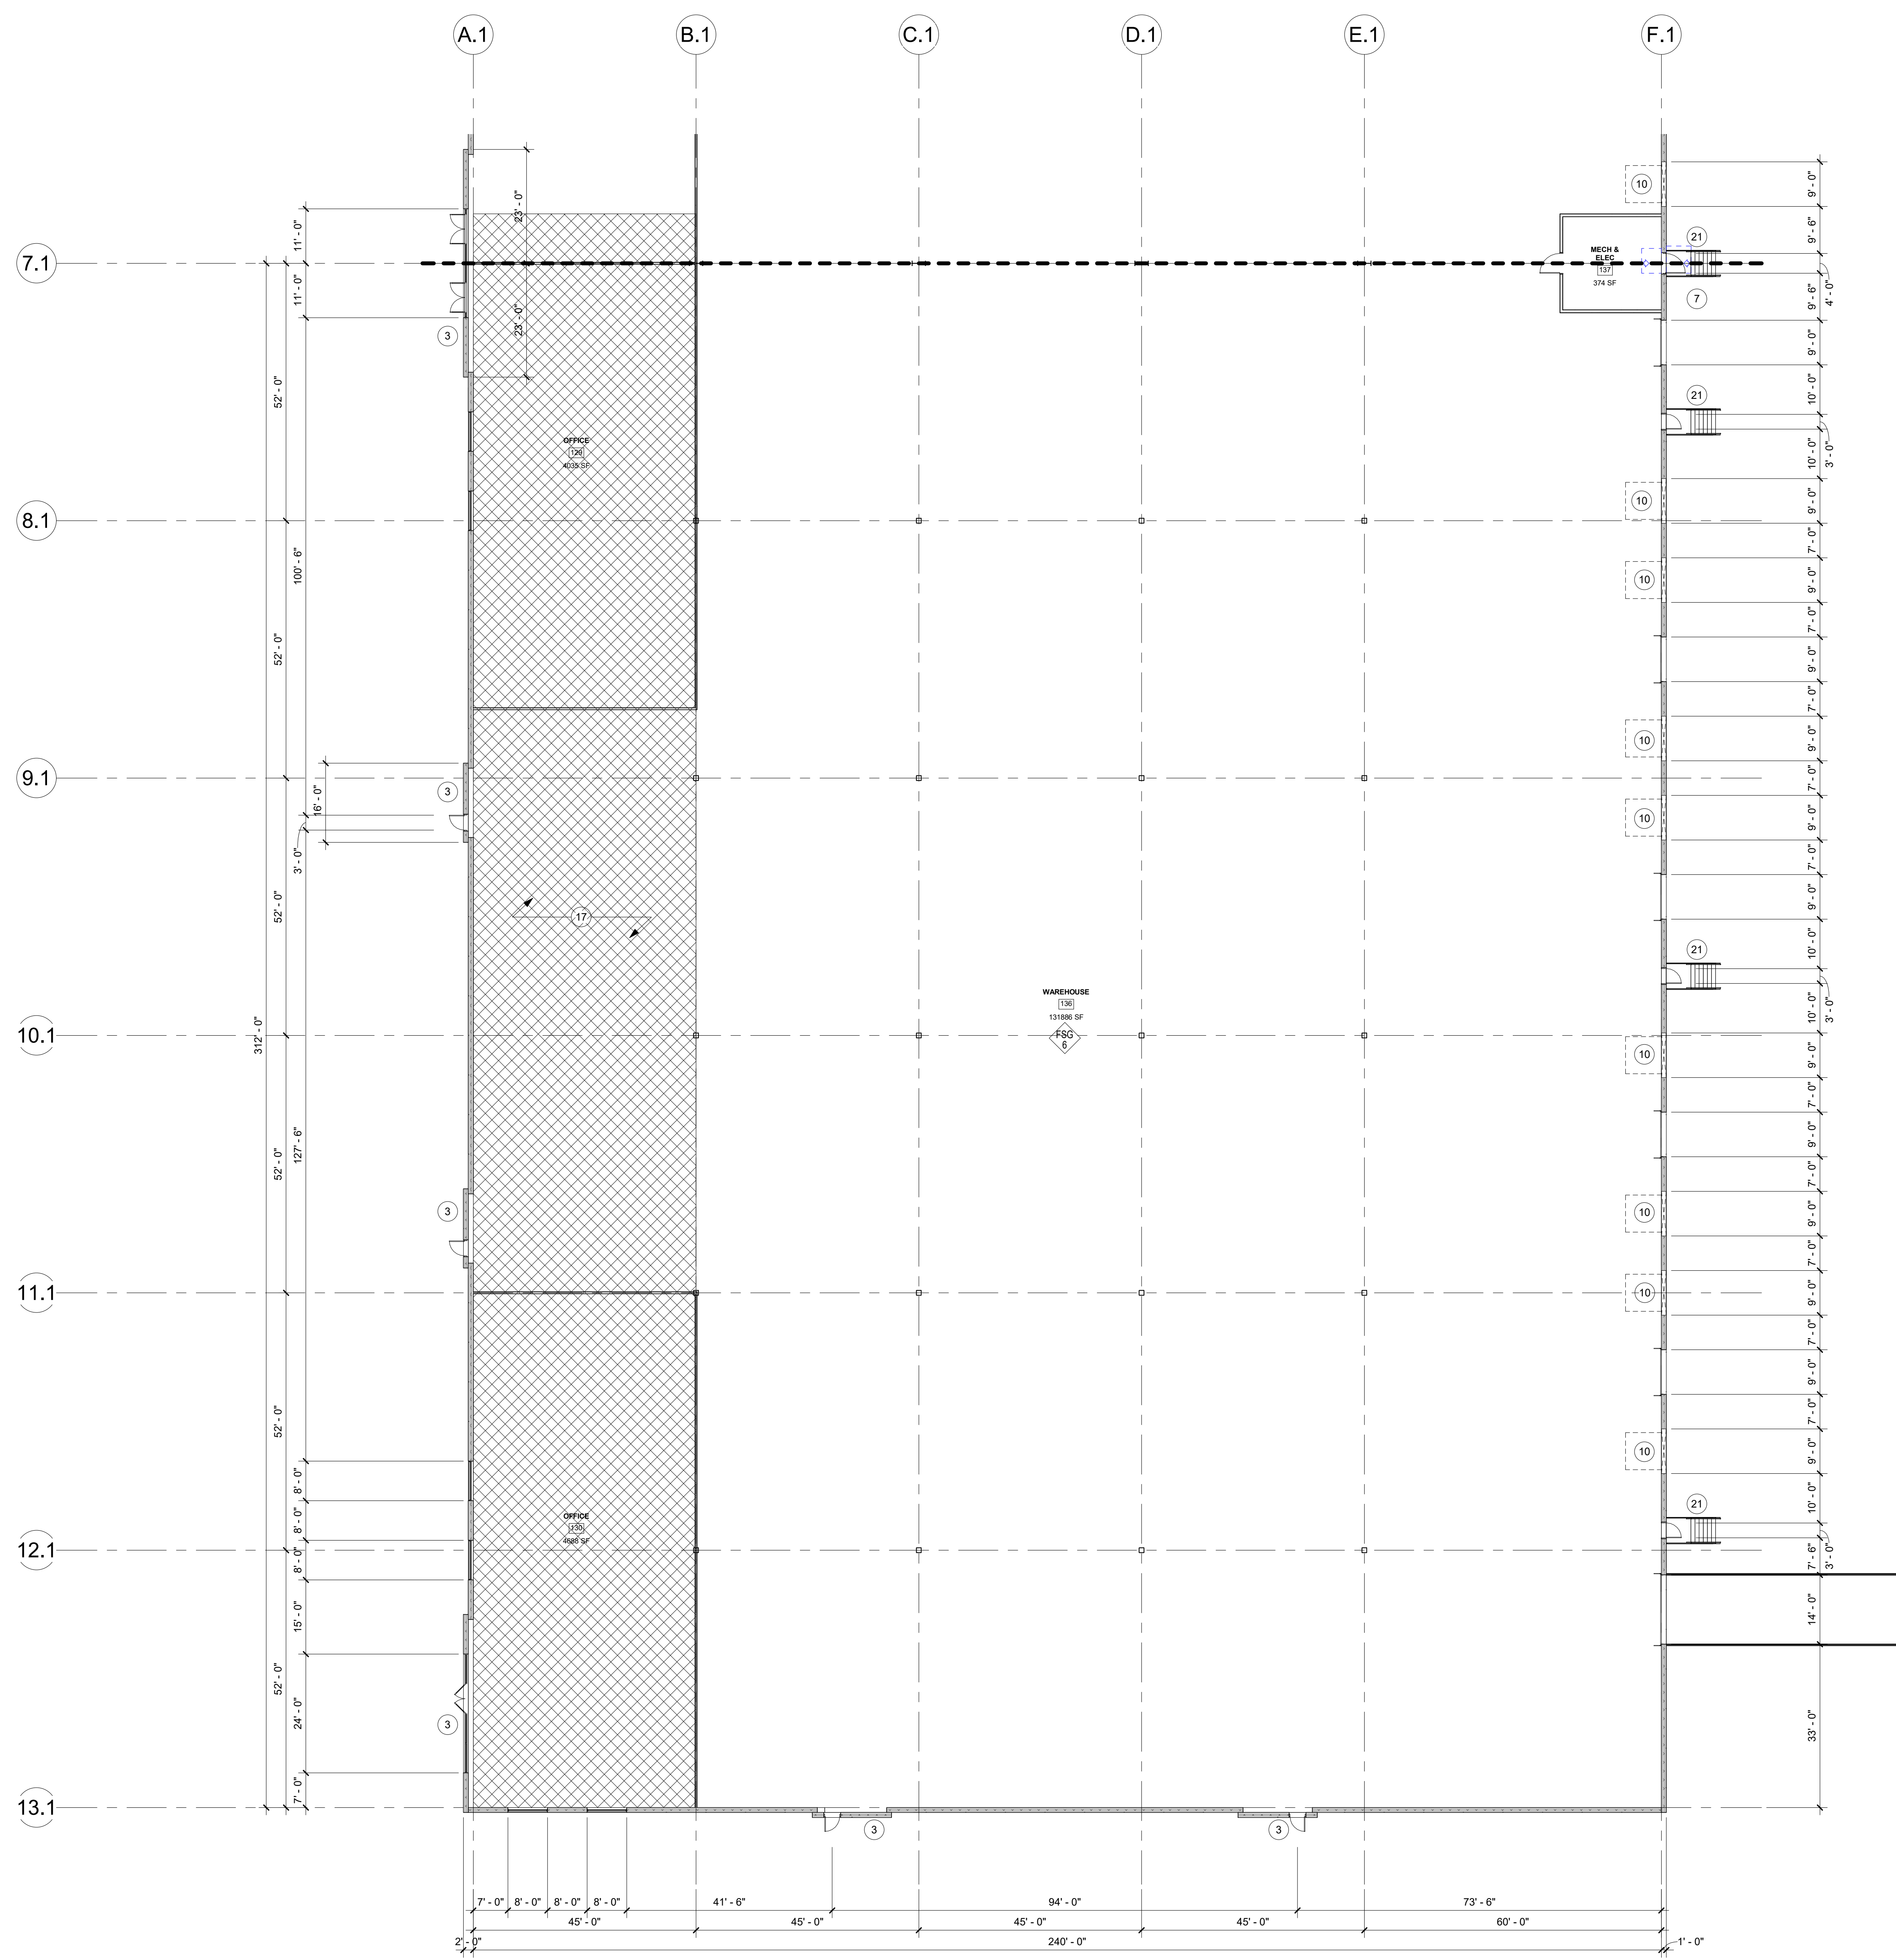 A.1
B.1
C.1
D.1
E.1
F.1
7.1
8.1
9.1
10.1
11.1
12.1
13.1
312' - 0"
52' - 0"
52' - 0"
52' - 0"
52' - 0"
52' - 0"
52' - 0"
11' - 0"
11' - 0"
100' - 6"
16' - 0"
3' - 0"
127' - 6"
8' - 0"
8' - 0"
8' - 0"
15' - 0"
24' - 0"
7' - 0"
3
3
3
3
23' - 0"
23' - 0"
OFFICE
129
4035 SF
17
OFFICE
130
4688 SF
WAREHOUSE
136
131886 SF
FSG
6
MECH &
ELEC
137
374 SF
10
10
10
10
10
10
10
10
10
21
7
21
21
21
9' - 0"
9' - 6"
4' - 0"
9' - 6"
9' - 0"
10' - 0"
3' - 0"
10' - 0"
9' - 0"
7' - 0"
9' - 0"
7' - 0"
9' - 0"
7' - 0"
9' - 0"
7' - 0"
9' - 0"
7' - 0"
9' - 0"
10' - 0"
3' - 0"
10' - 0"
9' - 0"
7' - 0"
9' - 0"
7' - 0"
9' - 0"
7' - 0"
9' - 0"
7' - 0"
9' - 0"
7' - 0"
9' - 0"
10' - 0"
3' - 0"
7' - 6"
14' - 0"
33' - 0"
3
3
7' - 0"
8' - 0"
8' - 0"
8' - 0"
41' - 6"
94' - 0"
73' - 6"
45' - 0"
45' - 0"
45' - 0"
45' - 0"
60' - 0"
2' - 0"
240' - 0"
1' - 0"